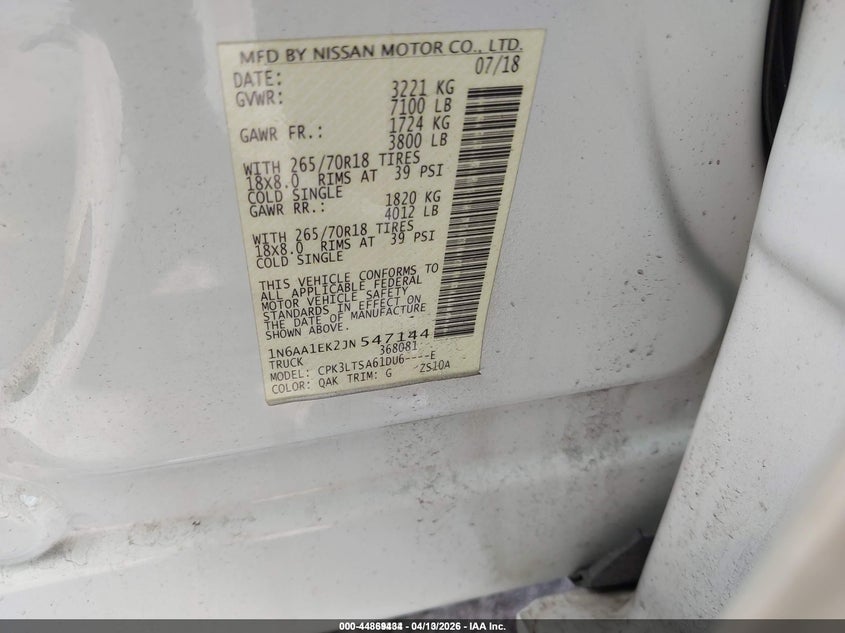 MFD BY NISSAN MOTOR CO., LTD.
DATE: 07/18
GVWR: 3221 KG
7100 LB
GAWR FR.: 1724 KG
3800 LB
WITH 265/70R18 TIRES
18X8.0 RIMS AT 39 PSI
COLD SINGLE
GAWR RR.: 1820 KG
4012 LB
WITH 265/70R18 TIRES
18X8.0 RIMS AT 39 PSI
COLD SINGLE
THIS VEHICLE CONFORMS TO
ALL APPLICABLE FEDERAL
MOTOR VEHICLE SAFETY
STANDARDS IN EFFECT ON
THE DATE OF MANUFACTURE
SHOWN ABOVE.
1N6AA1EK2JN547144
TRUCK 368081
MODEL: CPK3LTSA61DU6----E
COLOR: QAK TRIM: G ZS10A
IAA Inc.